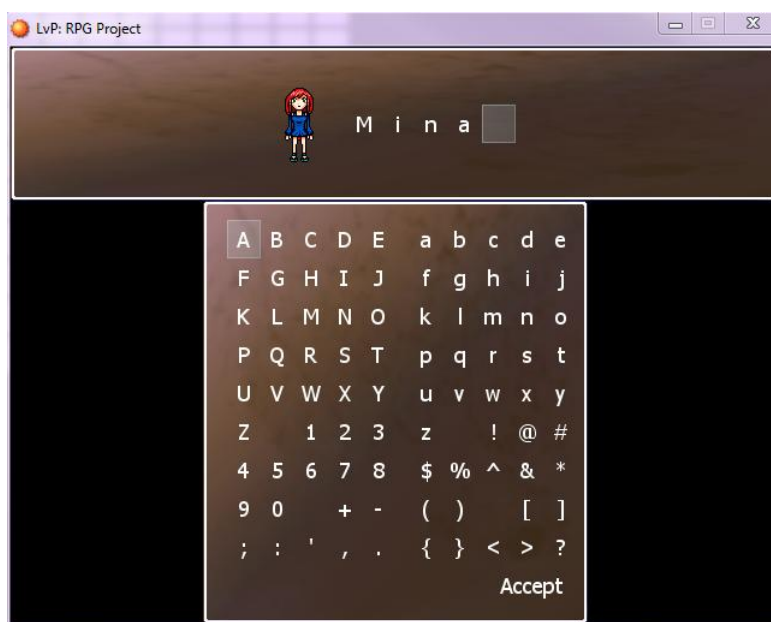 LvP: RPG Project
M i n a
A B C D E a b c d e
F G H I J f g h i j
K L M N O k l m n o
P Q R S T p q r s t
U V W X Y u v w x y
Z 1 2 3 z ! @ #
4 5 6 7 8 $ % ^ & *
9 0 + - ( ) [ ]
; : ' , . { } < > ?
Accept